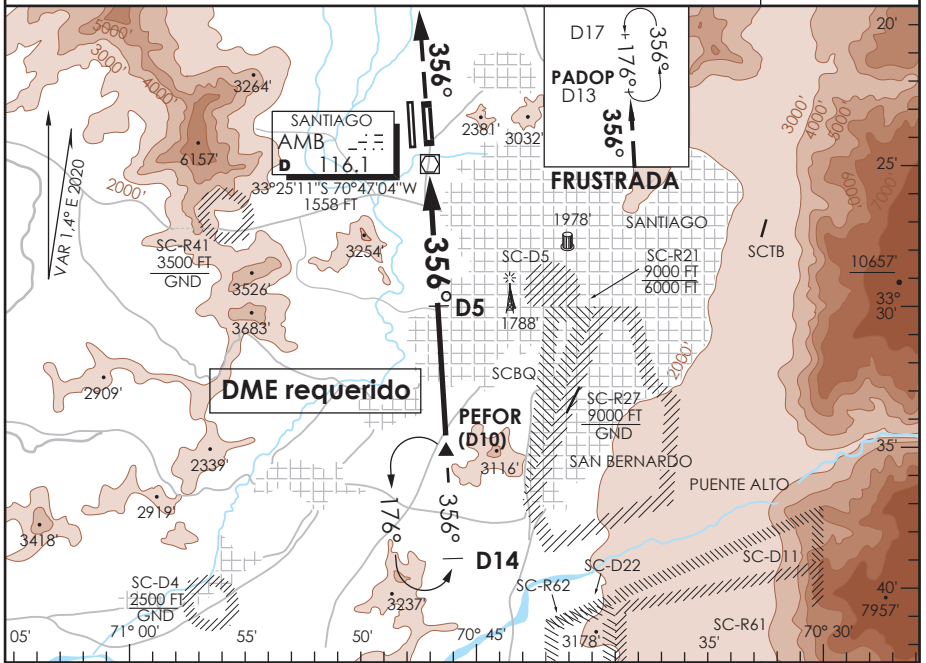 5000'
3000'
4000'
3264'
6157'
2000'
VAR 1,4° E 2020
SANTIAGO
AMB
D 116.1
33°25'11"S 70°47'04"W
1558 FT
356°
2381'
3032'
D17
PADOP
D13
176°
356°
356°
FRUSTRADA
20'
3000'
4000'
5000'
25'
6000'
7000'
SC-R41
3500 FT
GND
3254'
3526'
3683'
356°
D5
1978'
SANTIAGO
SC-D5
SC-R21
9000 FT
6000 FT
1788'
SCTB
10657'
33°
30'
2000'
2909'
DME requerido
SCBQ
SC-R27
9000 FT
GND
PEFOR
(D10)
3116'
SAN BERNARDO
35'
2339'
2919'
3418'
176°
356°
D14
PUENTE ALTO
SC-D11
SC-D22
SC-R62
SC-D4
2500 FT
GND
3237'
40'
7957'
3178'
SC-R61
05'
71° 00'
55'
50'
70° 45'
35'
70° 30'